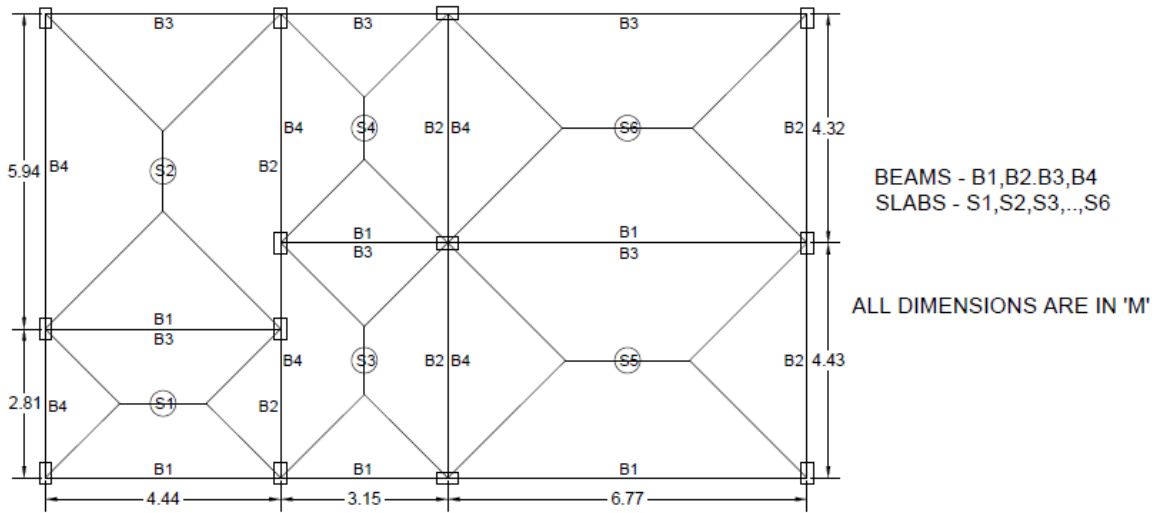 B3 B3 B3
5.94 B4 S2 B2 B4 S4 B2 B4 S6 B2 4.32
BEAMS - B1,B2.B3,B4
SLABS - S1,S2,S3,..,S6
B1 B1
B3 B3
ALL DIMENSIONS ARE IN 'M'
B1
B3
2.81 B4 S1 B2 B4 S3 B2 B4 S5 B2 4.43
B1 B1 B1
4.44 3.15 6.77